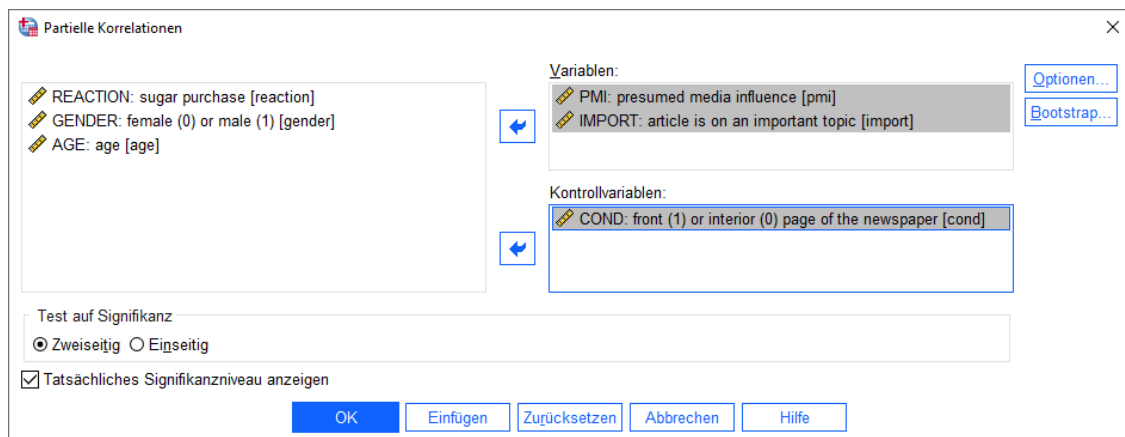 Partielle Korrelationen
REACTION: sugar purchase [reaction]
GENDER: female (0) or male (1) [gender]
AGE: age [age]
Variablen:
PMI: presumed media influence [pmi]
IMPORT: article is on an important topic [import]
Optionen...
Bootstrap...
Kontrollvariablen:
COND: front (1) or interior (0) page of the newspaper [cond]
Test auf Signifikanz
Zweiseitig Einseitig
Tatsächliches Signifikanzniveau anzeigen
OK Einfügen Zurücksetzen Abbrechen Hilfe